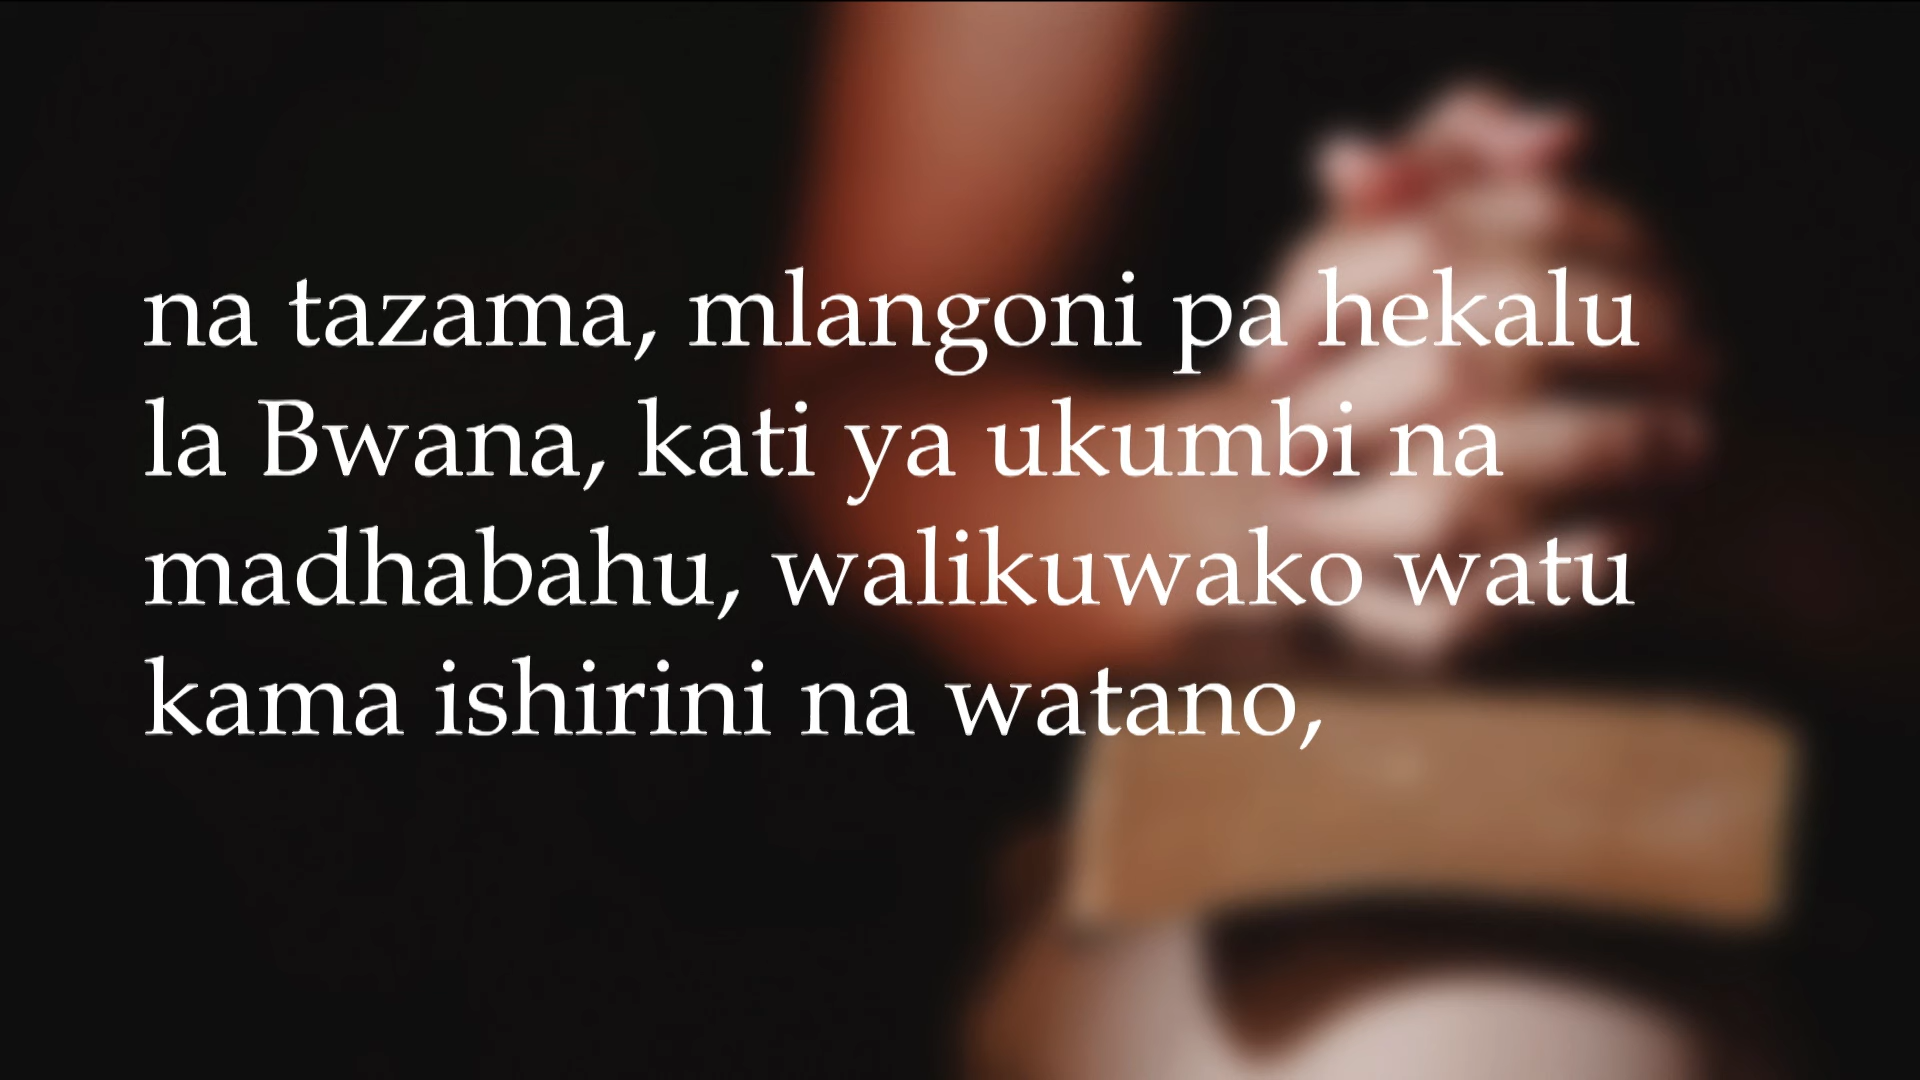 na tazama, mlangoni pa hekalu
la Bwana, kati ya ukumbi na
madhabahu, walikuwako watu
kama ishirini na watano,